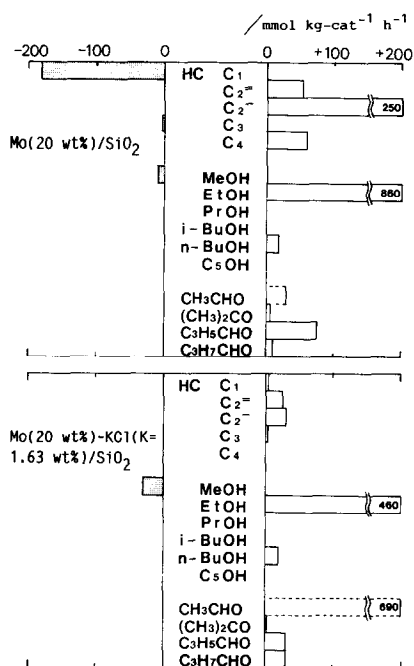 /mmol kg-cat⁻¹ h⁻¹
-200 -100 0 0 +100 +200
HC C₁
C₂⁼
C₂⁻ 250
C₃
C₄
Mo(20 wt%)/SiO₂
MeOH
EtOH 860
PrOH
i-BuOH
n-BuOH
C₅OH
CH₃CHO
(CH₃)₂CO
C₃H₅CHO
C₃H₇CHO
HC C₁
C₂⁼
C₂⁻
C₃
C₄
Mo(20 wt%)-KCl(K=
1.63 wt%)/SiO₂
MeOH
EtOH 460
PrOH
i-BuOH
n-BuOH
C₅OH
CH₃CHO 690
(CH₃)₂CO
C₃H₅CHO
C₃H₇CHO